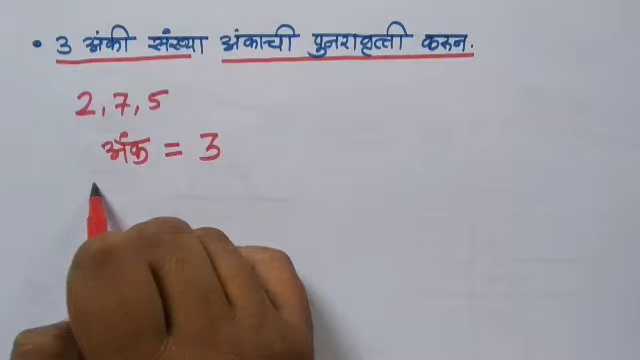 • 3 अंकी संख्या अंकाची पुनरावृत्ती करुन.
2, 7, 5
अंक = 3